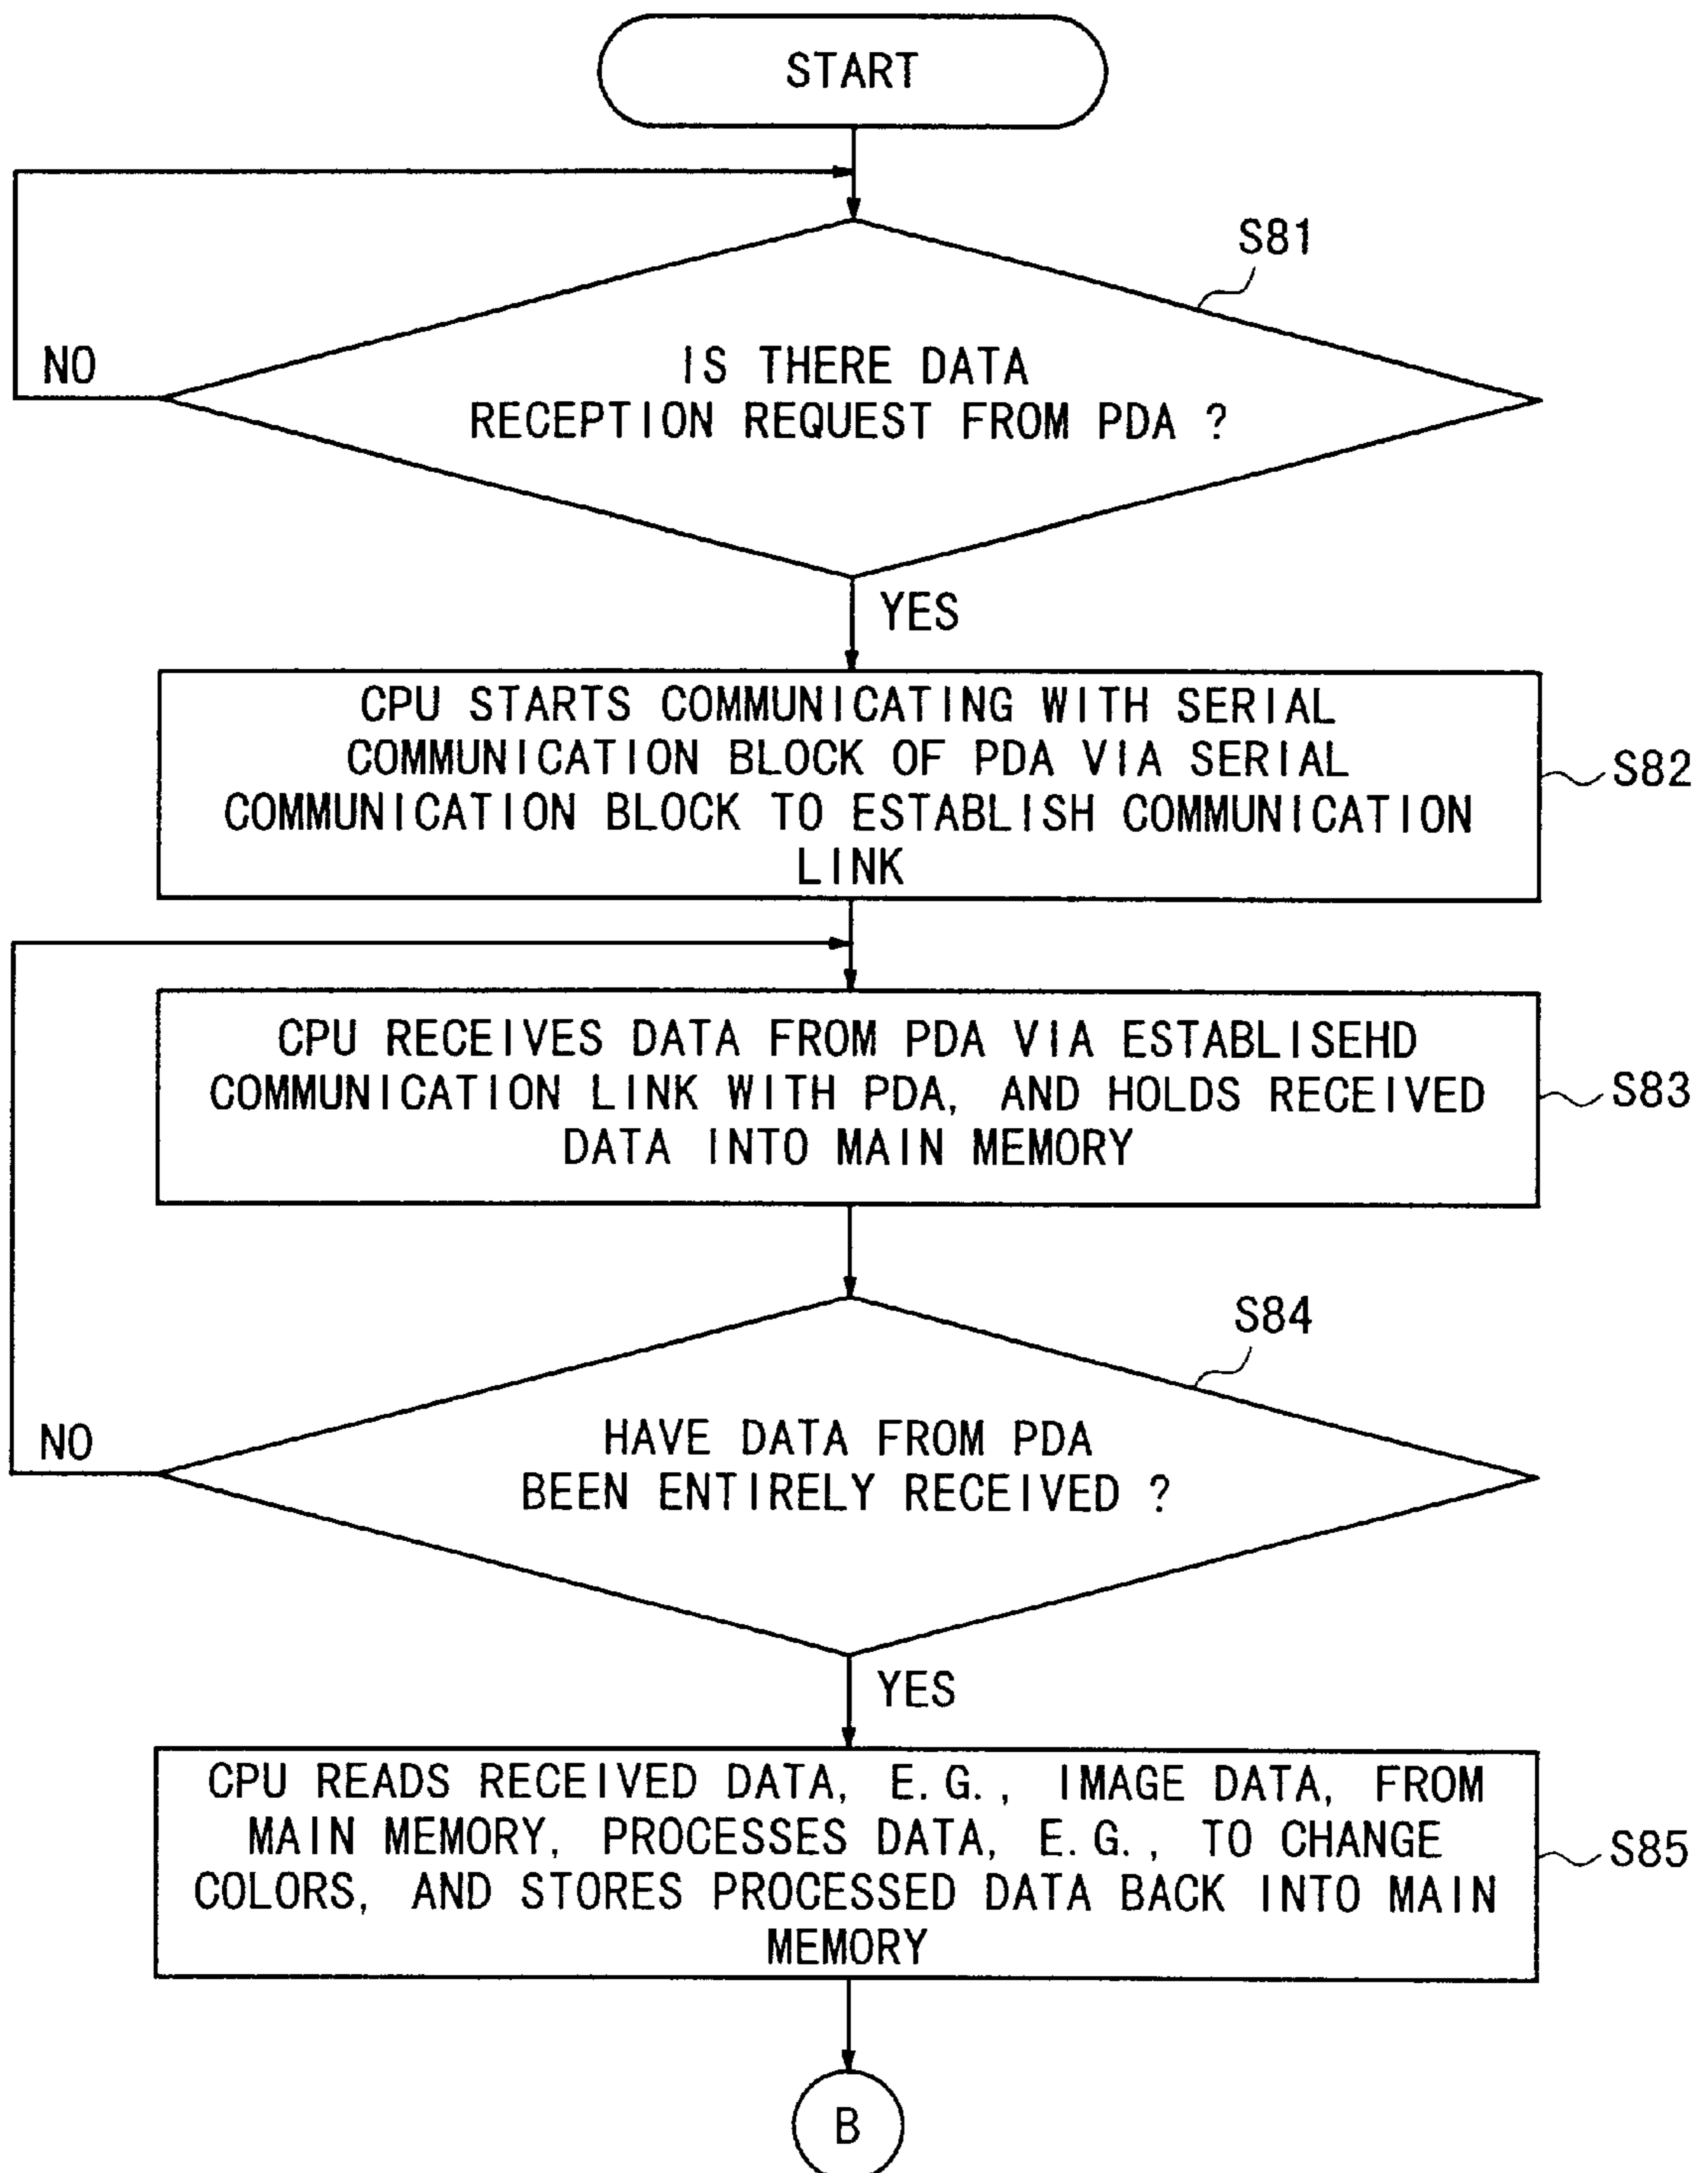 START
S81
NO
IS THERE DATA
RECEPTION REQUEST FROM PDA ?
YES
CPU STARTS COMMUNICATING WITH SERIAL
COMMUNICATION BLOCK OF PDA VIA SERIAL
COMMUNICATION BLOCK TO ESTABLISH COMMUNICATION
LINK
S82
CPU RECEIVES DATA FROM PDA VIA ESTABLISEHD
COMMUNICATION LINK WITH PDA, AND HOLDS RECEIVED
DATA INTO MAIN MEMORY
S83
S84
NO
HAVE DATA FROM PDA
BEEN ENTIRELY RECEIVED ?
YES
CPU READS RECEIVED DATA, E.G., IMAGE DATA, FROM
MAIN MEMORY, PROCESSES DATA, E.G., TO CHANGE
COLORS, AND STORES PROCESSED DATA BACK INTO MAIN
MEMORY
S85
B